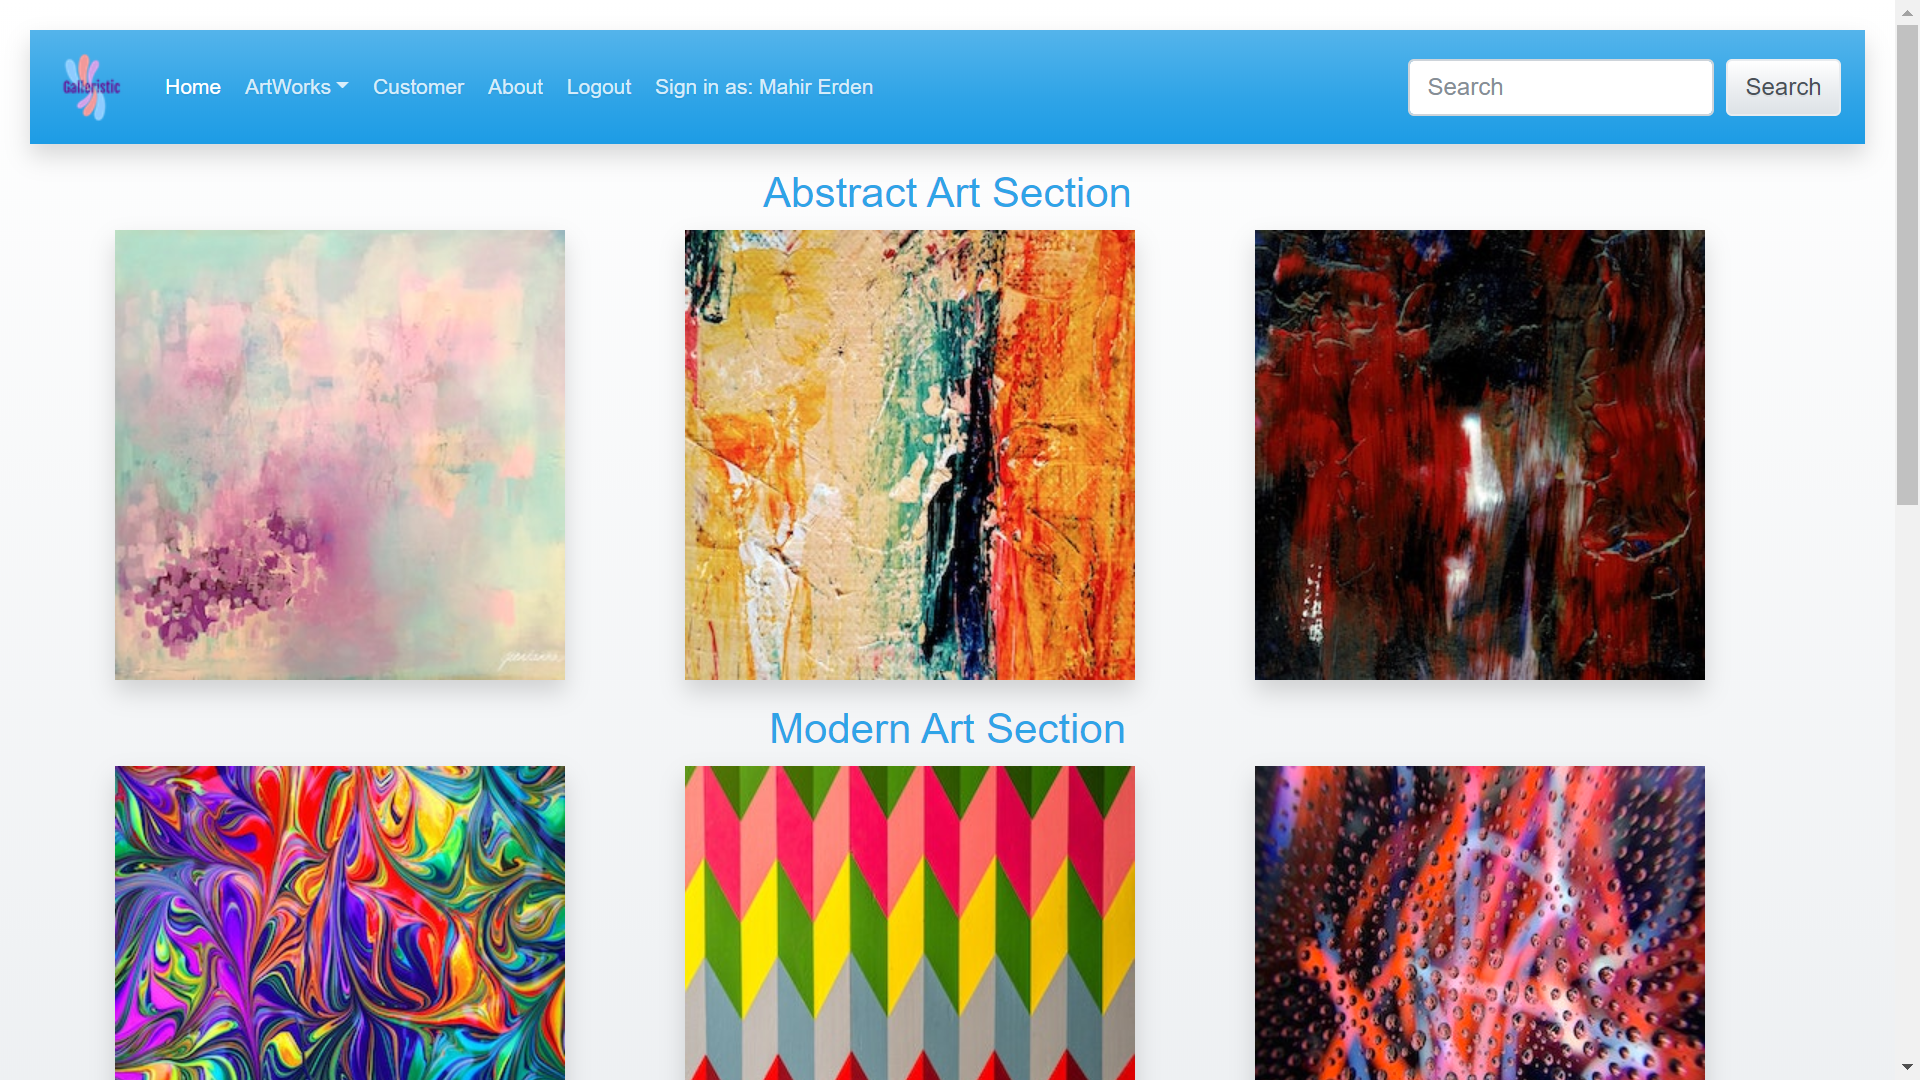 Galleristic
Home ArtWorks Customer About Logout Sign in as: Mahir Erden Search Search
Abstract Art Section
Modern Art Section